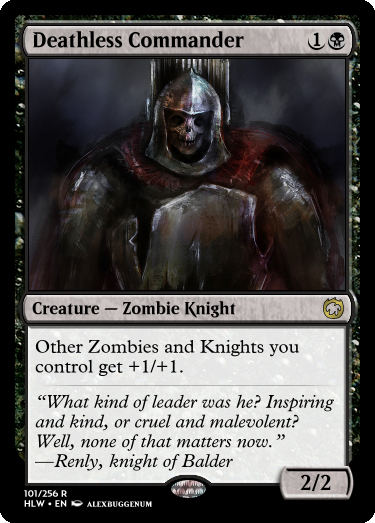 Deathless Commander 1
Creature — Zombie Knight
Other Zombies and Knights you
control get +1/+1.
“What kind of leader was he? Inspiring
and kind, or cruel and malevolent?
Well, none of that matters now.”
—Renly, knight of Balder
2/2
101/256 R
HLW • EN ALEXBUGGENUM